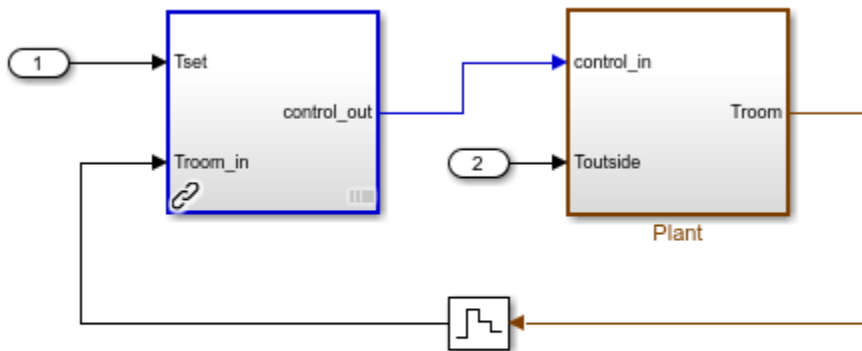 1
Tset
control_out
Troom_in
control_in
Troom
2
Toutside
Plant